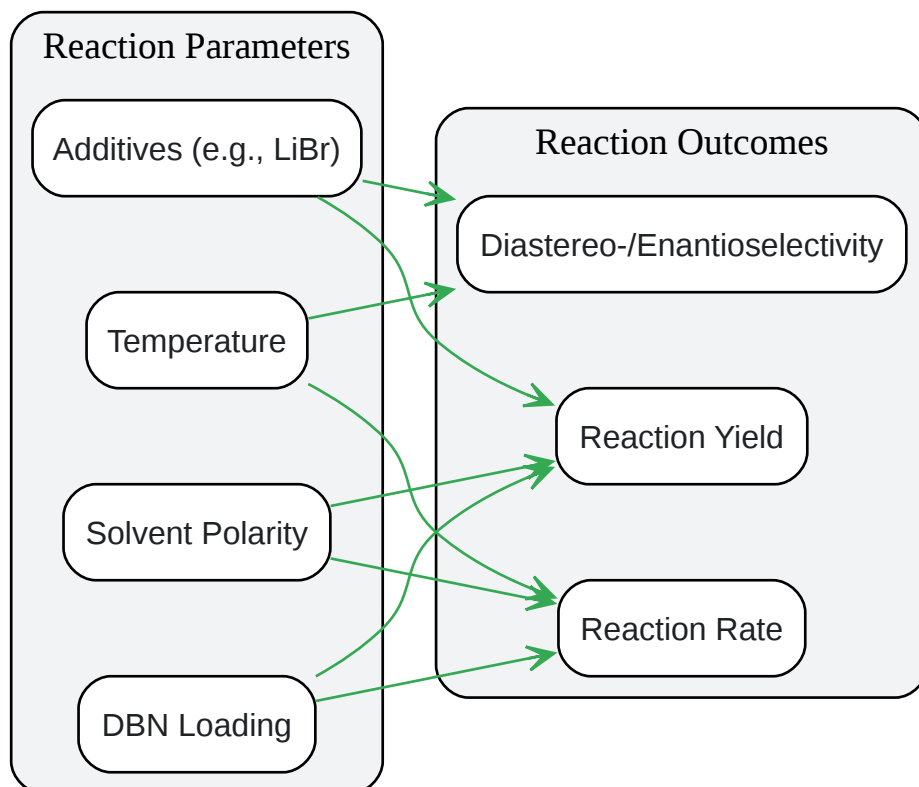 Reaction Parameters
Additives (e.g., LiBr)
Temperature
Solvent Polarity
DBN Loading
Reaction Outcomes
Diastereo-/Enantioselectivity
Reaction Yield
Reaction Rate